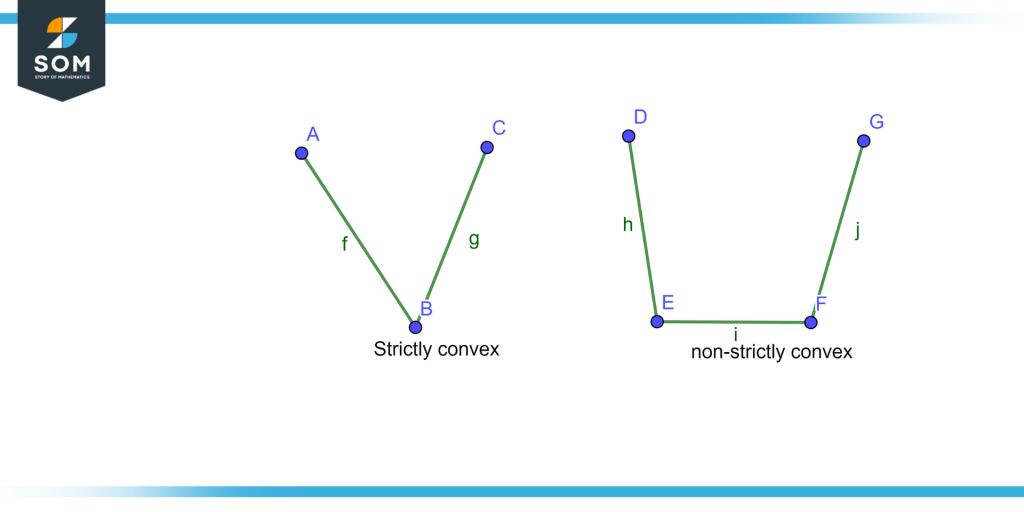 SOM
STORY OF MATHEMATICS
A
C
f
g
B
Strictly convex
D
G
h
j
E
F
i
non-strictly convex